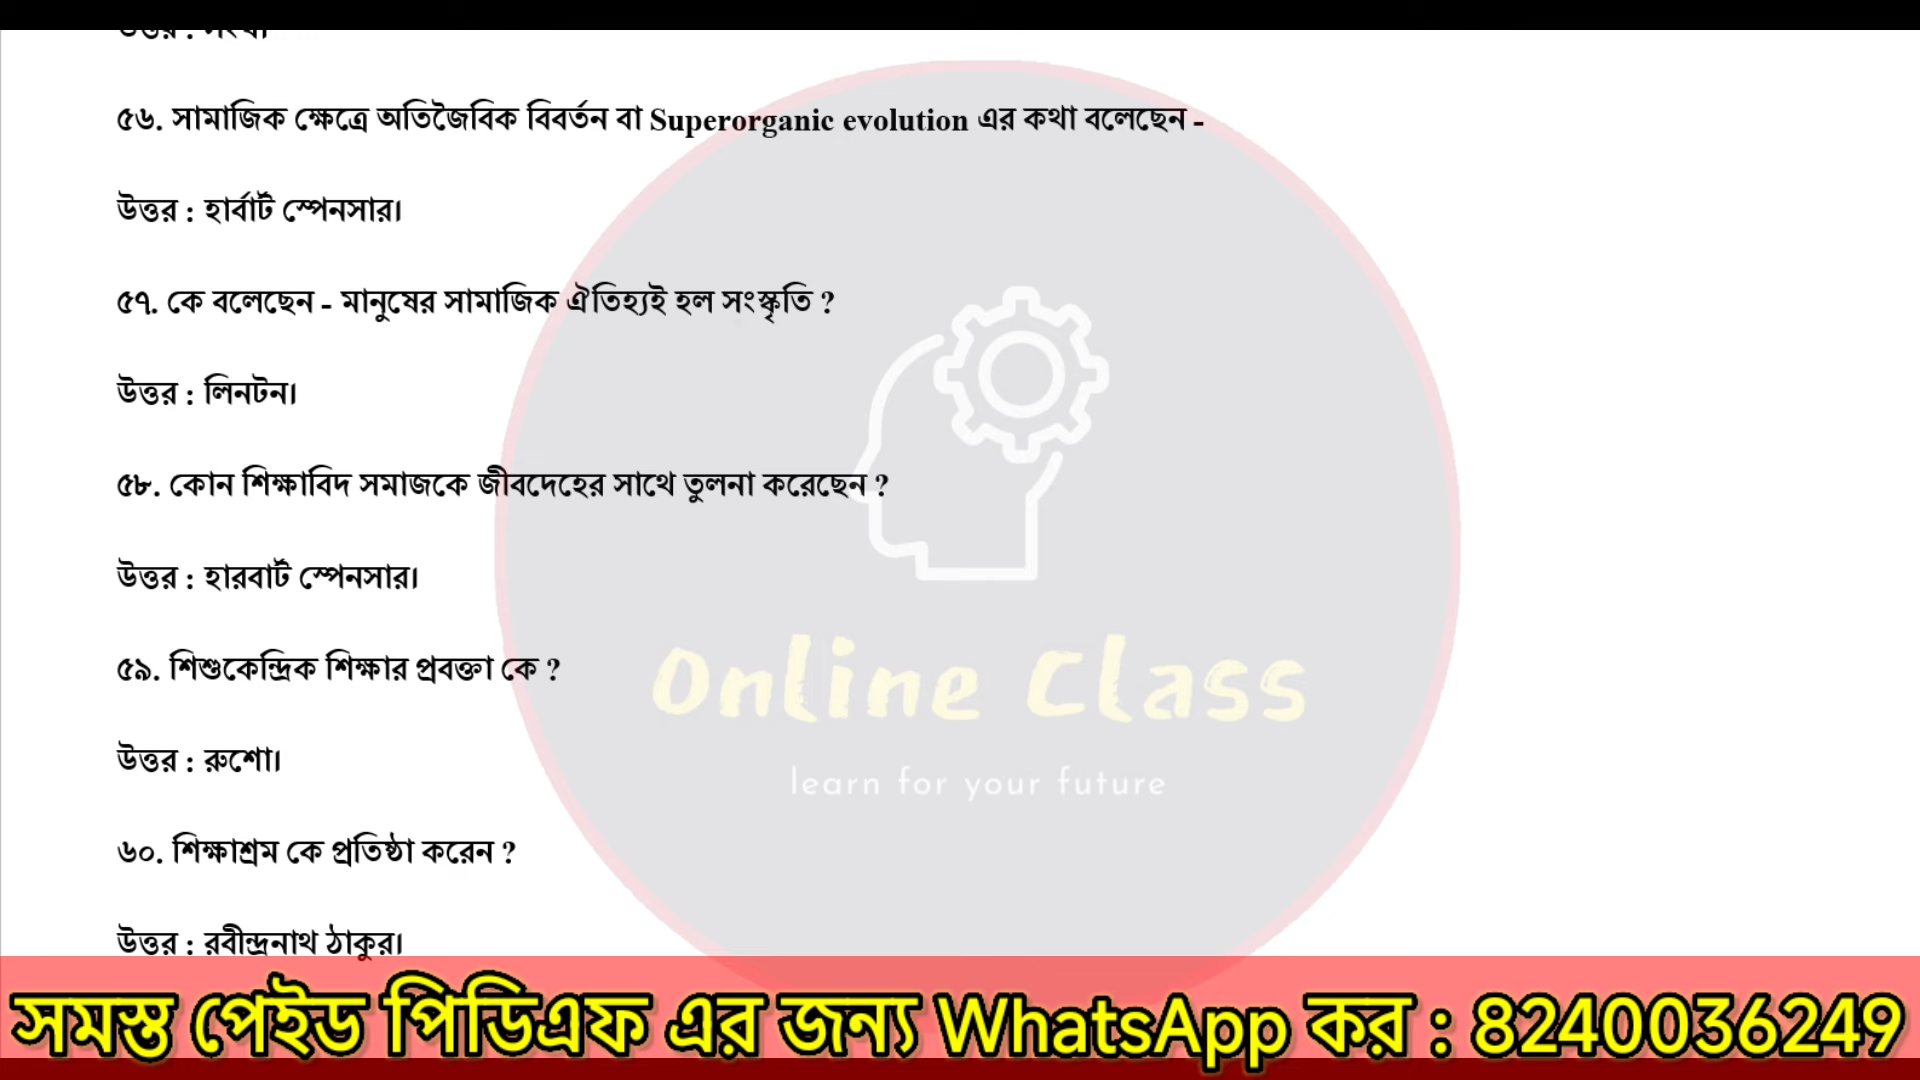 উত্তর : সংঘ।
৫৬. সামাজিক ক্ষেত্রে অতিজৈবিক বিবর্তন বা Superorganic evolution এর কথা বলেছেন -
উত্তর : হার্বার্ট স্পেনসার।
৫৭. কে বলেছেন - মানুষের সামাজিক ঐতিহ্যই হল সংস্কৃতি ?
উত্তর : লিনটন।
৫৮. কোন শিক্ষাবিদ সমাজকে জীবদেহের সাথে তুলনা করেছেন ?
উত্তর : হারবার্ট স্পেনসার।
৫৯. শিশুকেন্দ্রিক শিক্ষার প্রবক্তা কে ?
উত্তর : রুশো।
Online Class
learn for your future
৬০. শিক্ষাশ্রম কে প্রতিষ্ঠা করেন ?
উত্তর : রবীন্দ্রনাথ ঠাকুর।
সমস্ত পেইড পিডিএফ এর জন্য WhatsApp কর : 8240036249